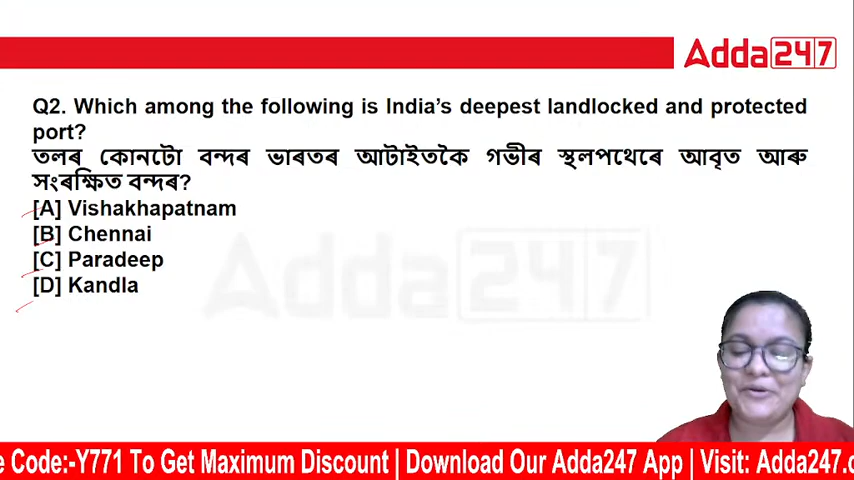 Adda247
Q2. Which among the following is India's deepest landlocked and protected
port?
তলৰ কোনটো বন্দৰ ভাৰতৰ আটাইতকৈ গভীৰ স্থলপথেৰে আবৃত আৰু
সংৰক্ষিত বন্দৰ?
[A] Vishakhapatnam
[B] Chennai
[C] Paradeep
[D] Kandla
Adda247
e Code:-Y771 To Get Maximum Discount | Download Our Adda247 App | Visit: Adda247.c